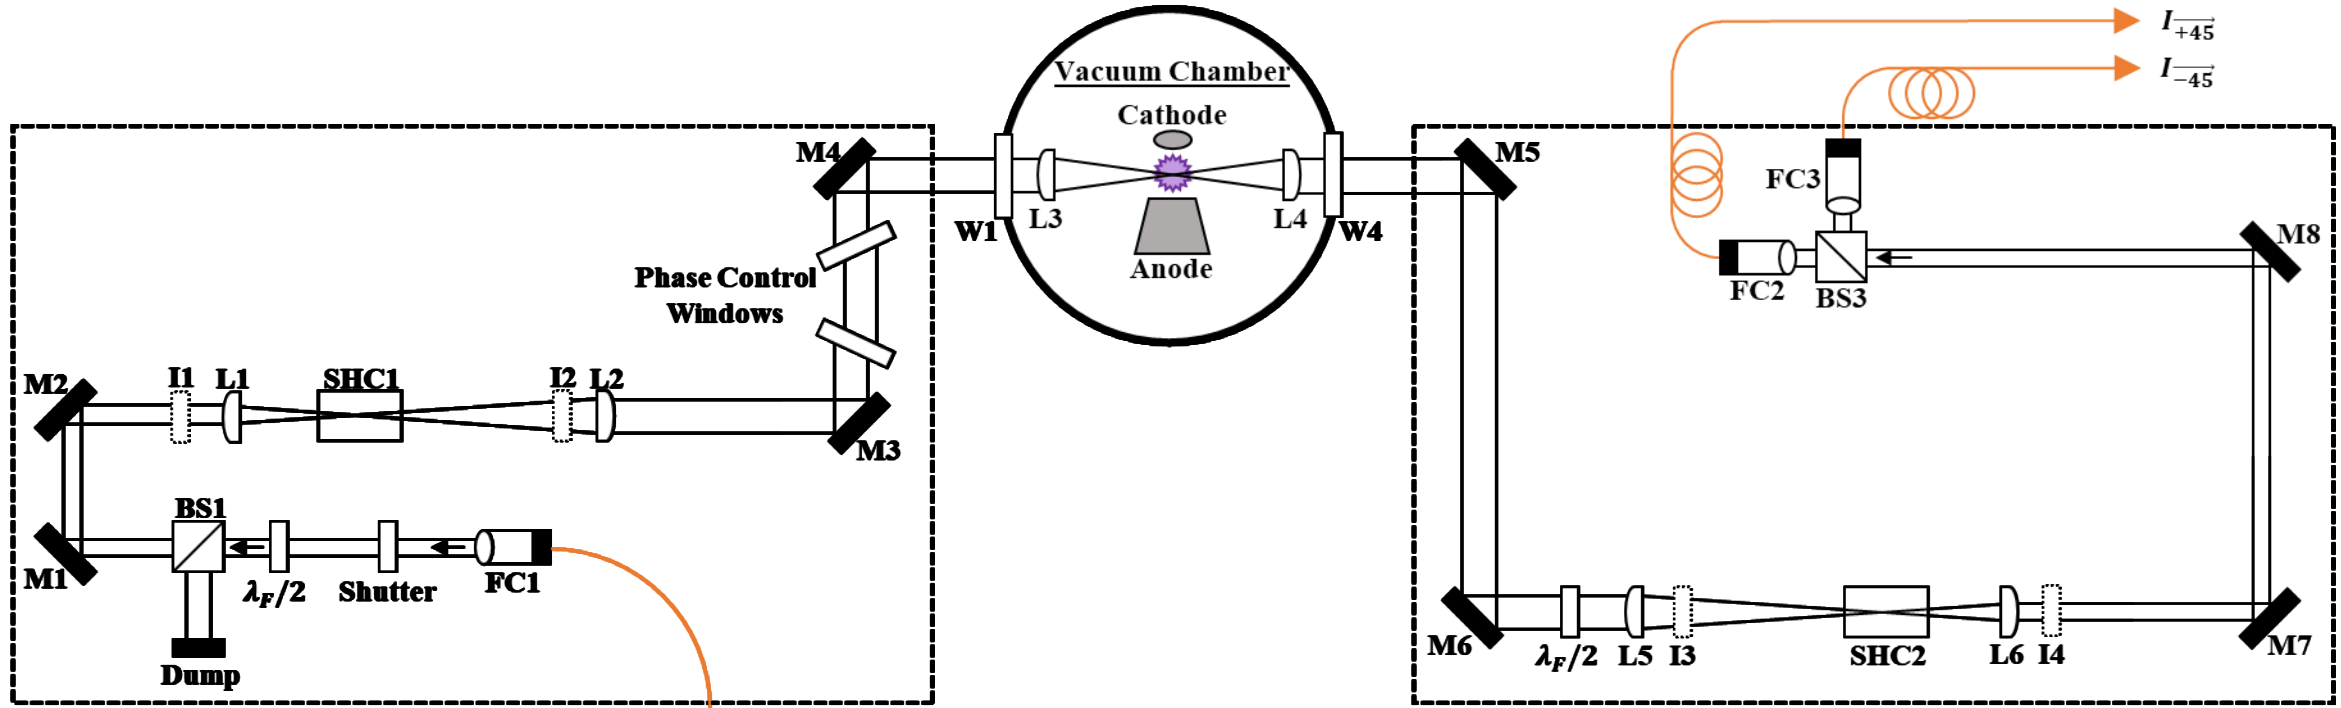 I+45
I−45
Vacuum Chamber
Cathode
M4
M5
FC3
W1
L3
L4
W4
Anode
M8
FC2
BS3
Phase Control
Windows
M2
I1
L1
SHC1
I2
L2
M3
BS1
M1
λF/2
Shutter
FC1
Dump
M6
λF/2
L5
I3
SHC2
L6
I4
M7